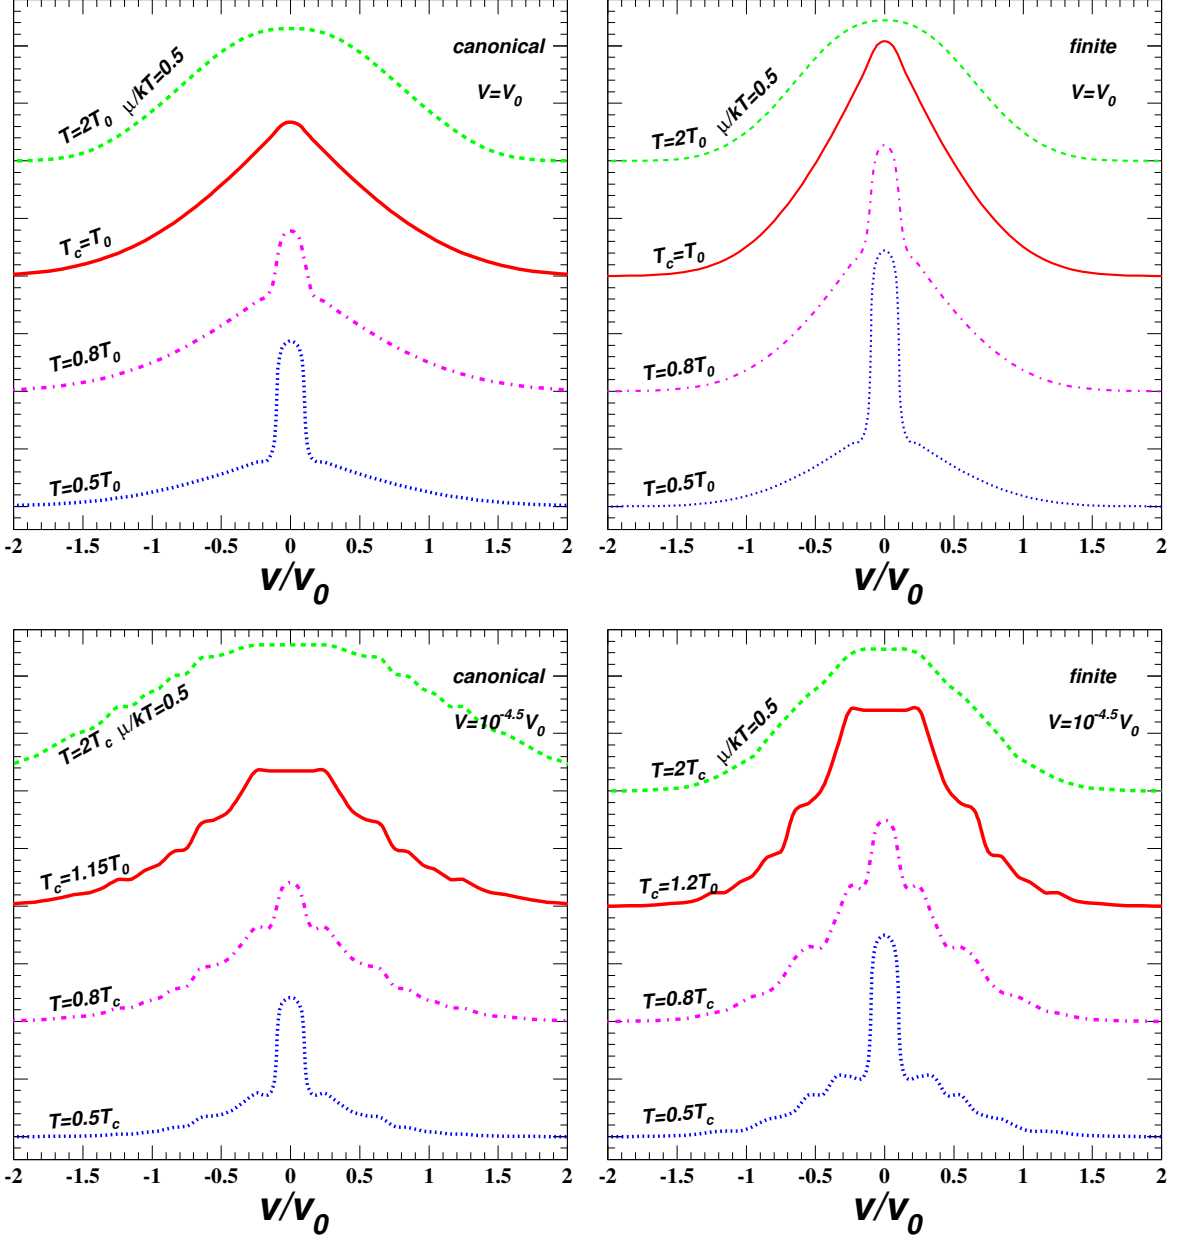 canonical
V=V0
T=2T0 μ/kT=0.5
Tc=T0
T=0.8T0
T=0.5T0
-2 -1.5 -1 -0.5 0 0.5 1 1.5 2
v/v0
finite
V=V0
T=2T0 μ/kT=0.5
Tc=T0
T=0.8T0
T=0.5T0
-2 -1.5 -1 -0.5 0 0.5 1 1.5 2
v/v0
canonical
V=10^-4.5V0
T=2Tc μ/kT=0.5
Tc=1.15T0
T=0.8Tc
T=0.5Tc
-2 -1.5 -1 -0.5 0 0.5 1 1.5 2
v/v0
finite
V=10^-4.5V0
T=2Tc μ/kT=0.5
Tc=1.2T0
T=0.8Tc
T=0.5Tc
-2 -1.5 -1 -0.5 0 0.5 1 1.5 2
v/v0